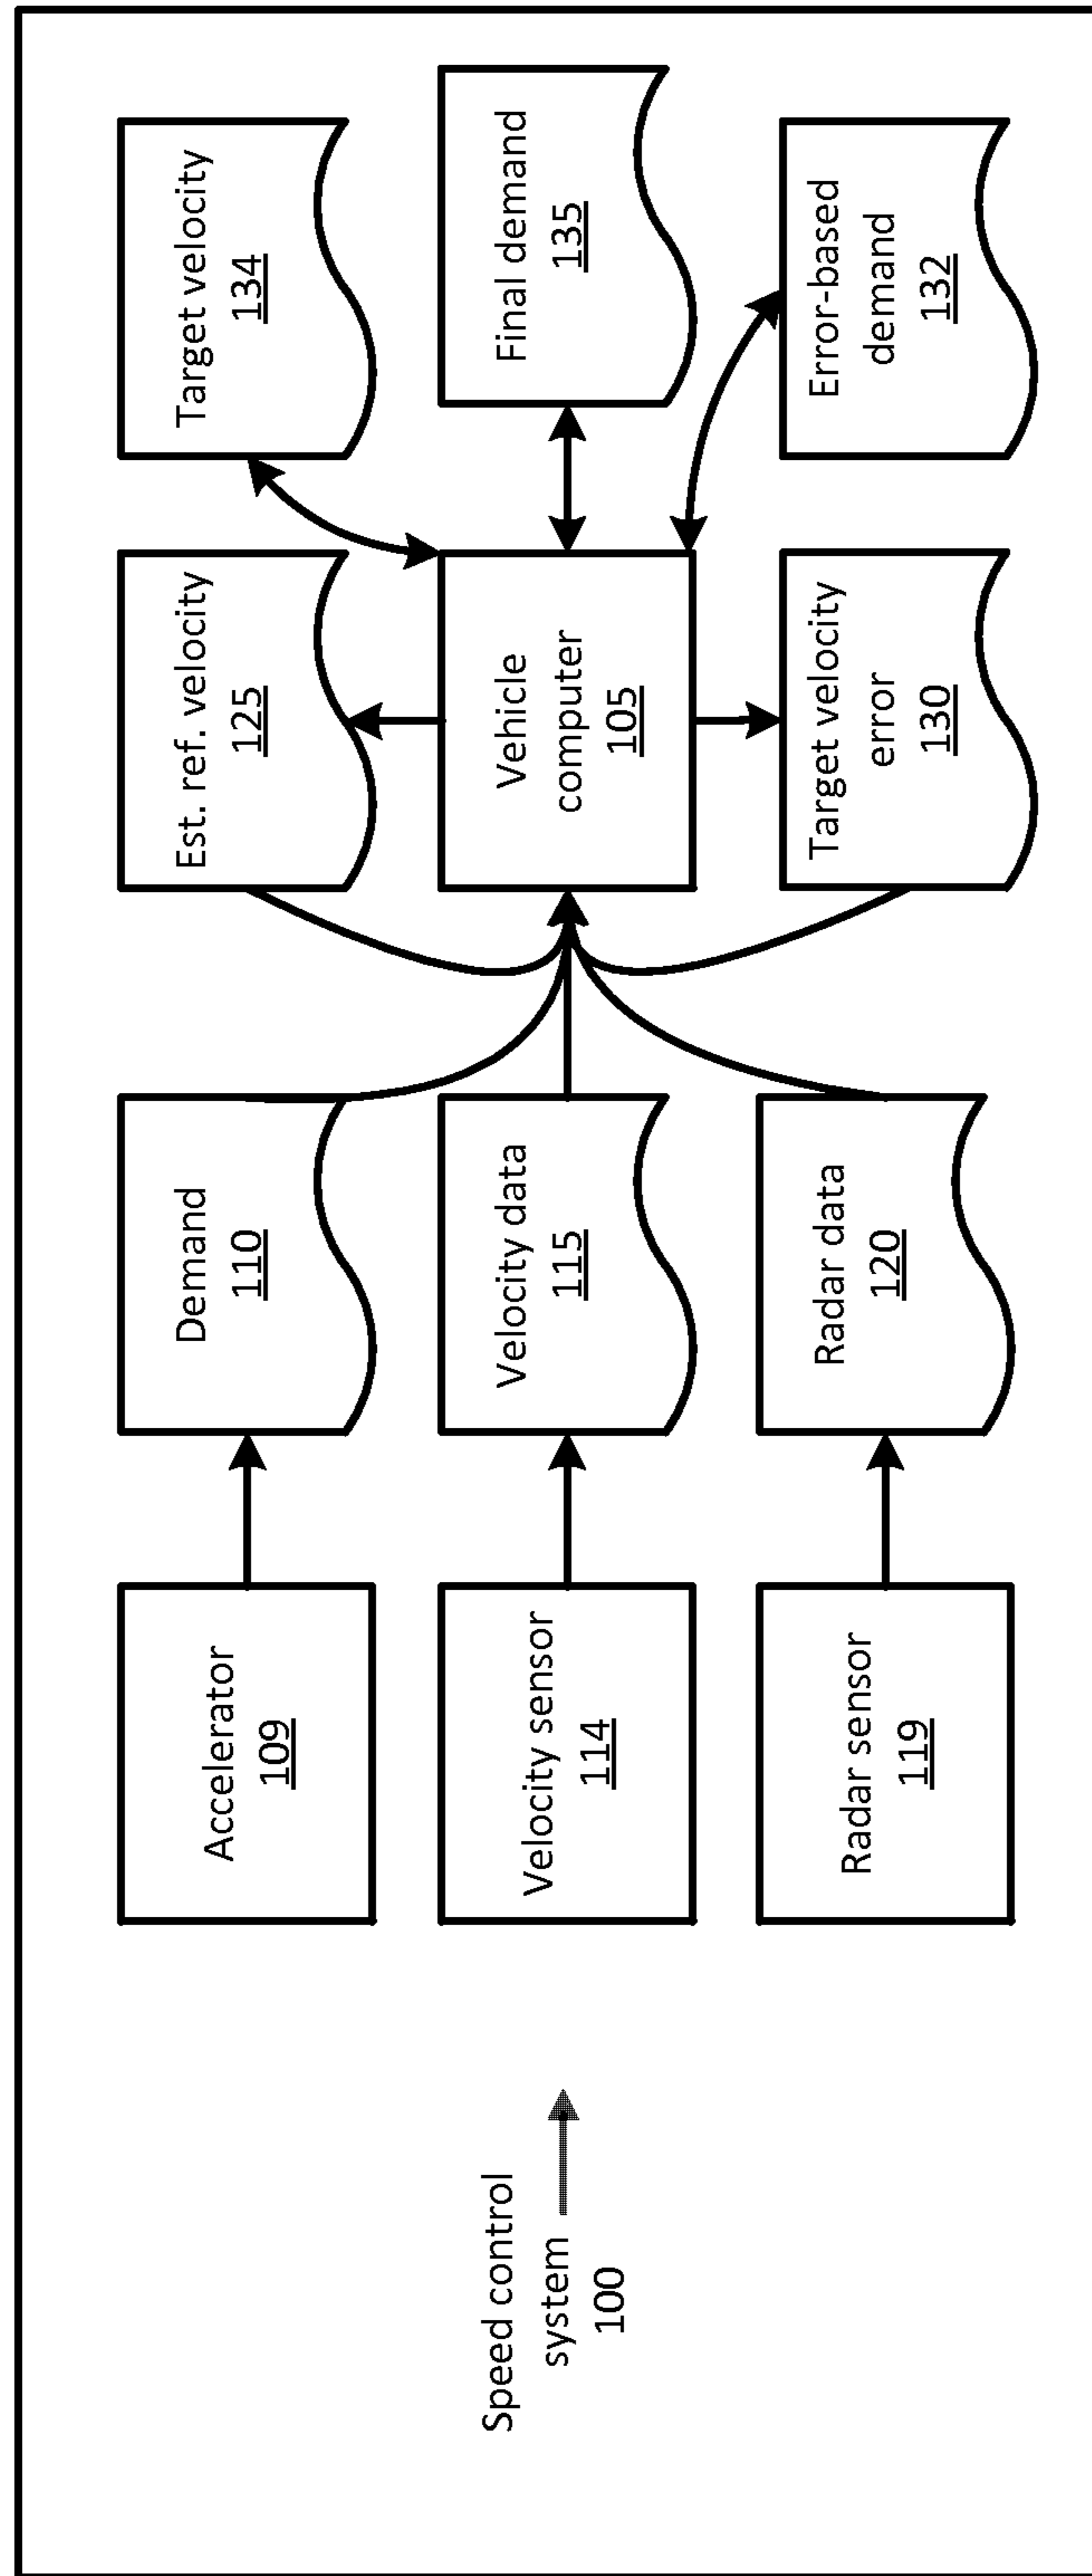 Speed control
system
100
Accelerator
109
Demand
110
Est. ref. velocity
125
Target velocity
134
Velocity sensor
114
Velocity data
115
Vehicle
computer
105
Final demand
135
Radar sensor
119
Radar data
120
Target velocity
error
130
Error-based
demand
132